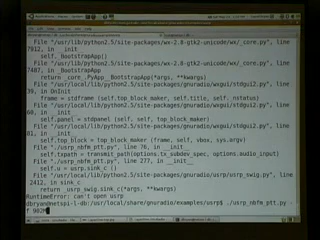 File "/usr/lib/python2.5/site-packages/wx-2.8-gtk2-unicode/wx/_core.py", line
7912, in __init__
self._BootstrapApp()
File "/usr/lib/python2.5/site-packages/wx-2.8-gtk2-unicode/wx/_core.py", line
7487, in _BootstrapApp
return _core_.PyApp__BootstrapApp(*args, **kwargs)
File "/usr/local/lib/python2.5/site-packages/gnuradio/wxgui/stdgui2.py", line
39, in OnInit
frame = stdframe (self.top_block_maker, self.title, self._nstatus)
File "/usr/local/lib/python2.5/site-packages/gnuradio/wxgui/stdgui2.py", line
60, in __init__
self.panel = stdpanel (self, self, top_block_maker)
File "/usr/local/lib/python2.5/site-packages/gnuradio/wxgui/stdgui2.py", line
81, in __init__
self.top_block = top_block_maker (frame, self, vbox, sys.argv)
File "./usrp_nbfm_ptt.py", line 76, in __init__
self.txpath = transmit_path(options.tx_subdev_spec, options.audio_input)
File "./usrp_nbfm_ptt.py", line 277, in __init__
self.u = usrp.sink_c ()
File "/usr/local/lib/python2.5/site-packages/gnuradio/usrp/usrp_swig.py", line
2412, in sink_c
return _usrp_swig.sink_c(*args, **kwargs)
RuntimeError: can't open usrp
dbryan@metspi-l:/usr/local/share/gnuradio/examples/usrp$ ./usrp_nbfm_ptt.py -
f 902M